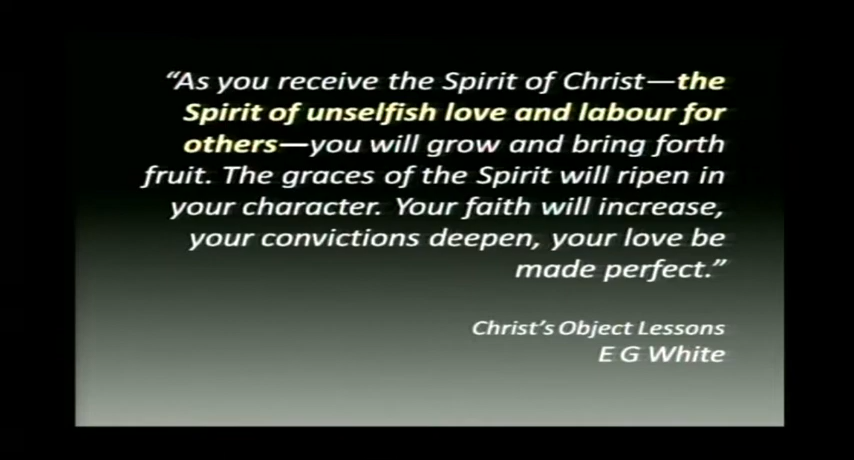 “As you receive the Spirit of Christ—the
Spirit of unselfish love and labour for
others—you will grow and bring forth
fruit. The graces of the Spirit will ripen in
your character. Your faith will increase,
your convictions deepen, your love be
made perfect.”
Christ’s Object Lessons
E G White